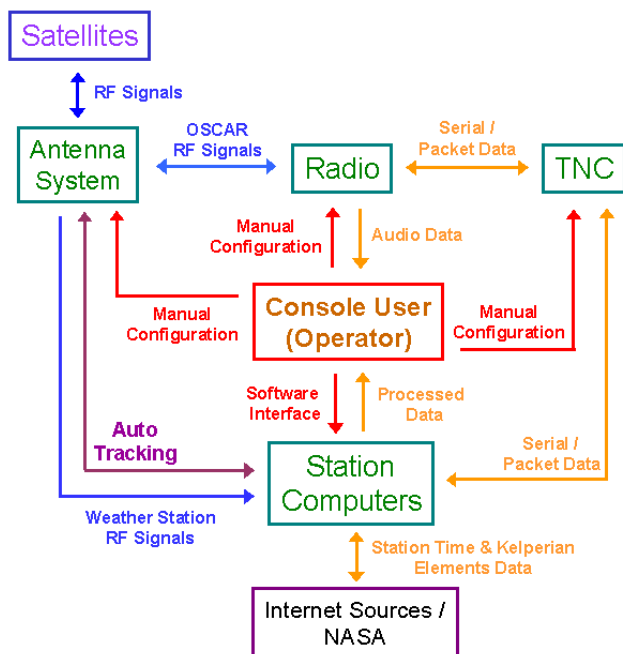 Satellites
RF Signals
OSCAR
RF Signals
Serial /
Packet Data
Antenna
System
Radio
TNC
Manual
Configuration
Audio Data
Manual
Configuration
Console User
(Operator)
Manual
Configuration
Software
Interface
Processed
Data
Auto
Tracking
Station
Computers
Serial /
Packet Data
Weather Station
RF Signals
Station Time & Kelperian
Elements Data
Internet Sources /
NASA